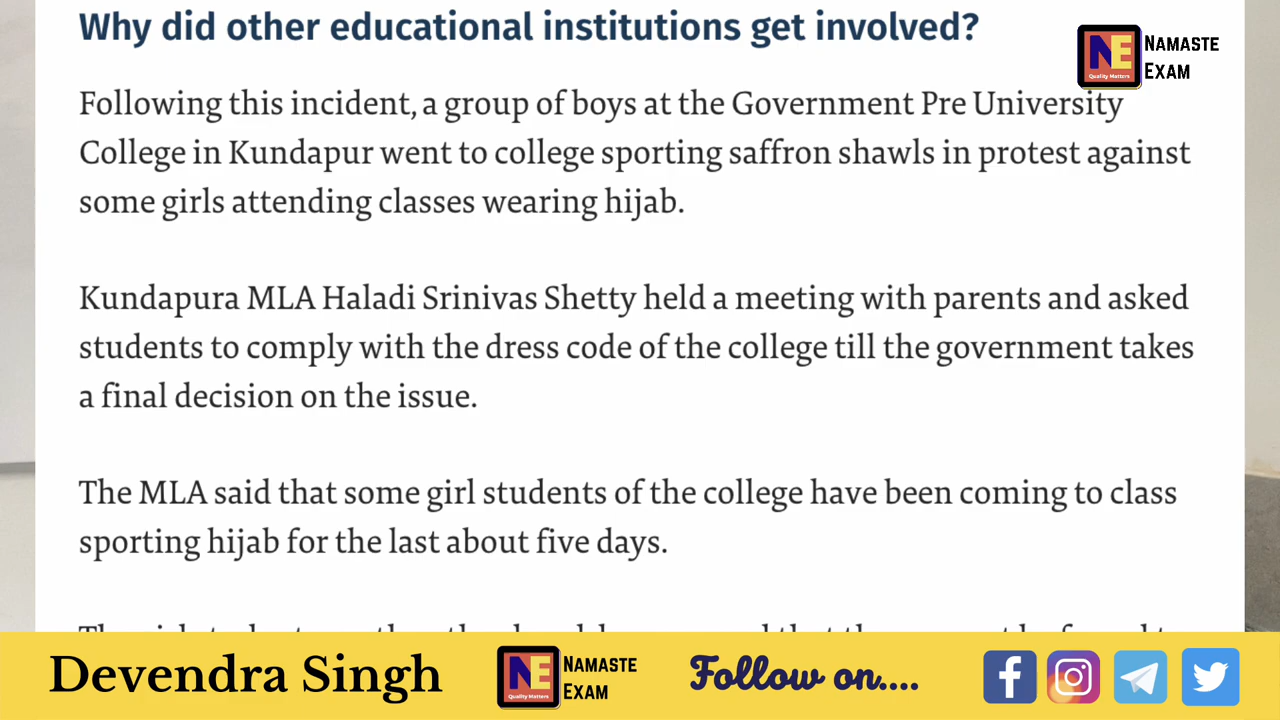 Why did other educational institutions get involved?
NE
Quality Matters
NAMASTE
EXAM
Following this incident, a group of boys at the Government Pre University
College in Kundapur went to college sporting saffron shawls in protest against
some girls attending classes wearing hijab.
Kundapura MLA Haladi Srinivas Shetty held a meeting with parents and asked
students to comply with the dress code of the college till the government takes
a final decision on the issue.
The MLA said that some girl students of the college have been coming to class
sporting hijab for the last about five days.
Devendra Singh
NE
Quality Matters
NAMASTE
EXAM
Follow on....